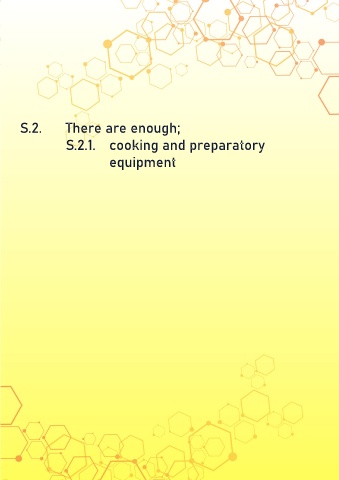 S.2. There are enough;
S.2.1. cooking and preparatory
equipment